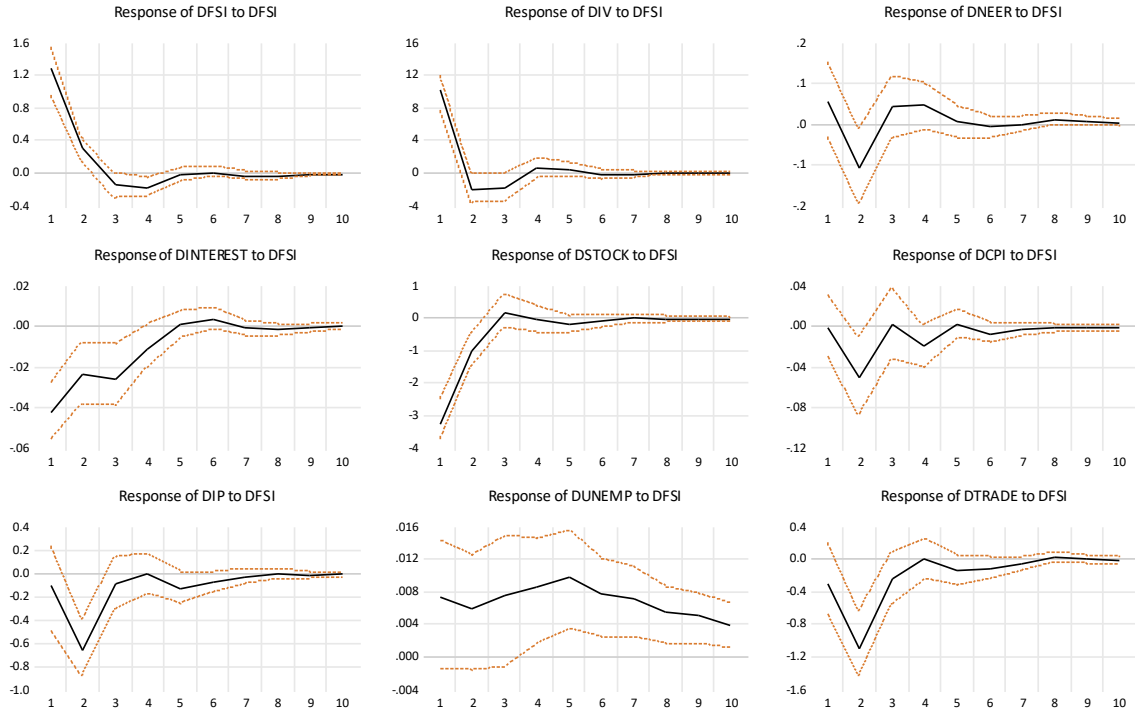 Response of DFSI to DFSI
1.6
1.2
0.8
0.4
0.0
-0.4
1 2 3 4 5 6 7 8 9 10
Response of DIV to DFSI
16
12
8
4
0
-4
1 2 3 4 5 6 7 8 9 10
Response of DNEER to DFSI
.2
.1
.0
-.1
-.2
1 2 3 4 5 6 7 8 9 10
Response of DINTEREST to DFSI
.02
.00
-.02
-.04
-.06
1 2 3 4 5 6 7 8 9 10
Response of DSTOCK to DFSI
1
0
-1
-2
-3
-4
1 2 3 4 5 6 7 8 9 10
Response of DCPI to DFSI
.04
.00
-.04
-.08
-.12
1 2 3 4 5 6 7 8 9 10
Response of DIP to DFSI
0.4
0.2
0.0
-0.2
-0.4
-0.6
-0.8
-1.0
1 2 3 4 5 6 7 8 9 10
Response of DUNEMP to DFSI
.016
.012
.008
.004
.000
-.004
1 2 3 4 5 6 7 8 9 10
Response of DTRADE to DFSI
0.4
0.0
-0.4
-0.8
-1.2
-1.6
1 2 3 4 5 6 7 8 9 10